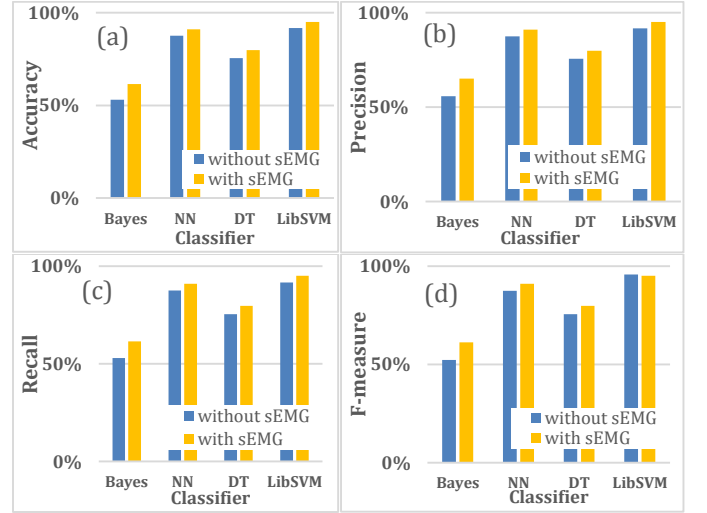 100%
(a)
Accuracy
50%
without sEMG
with sEMG
0%
Bayes NN DT LibSVM
Classifier
100%
(b)
Precision
50%
without sEMG
with sEMG
0%
Bayes NN DT LibSVM
Classifier
100%
(c)
Recall
50%
without sEMG
with sEMG
0%
Bayes NN DT LibSVM
Classifier
100%
(d)
F-measure
50%
without sEMG
with sEMG
0%
Bayes NN DT LibSVM
Classifier